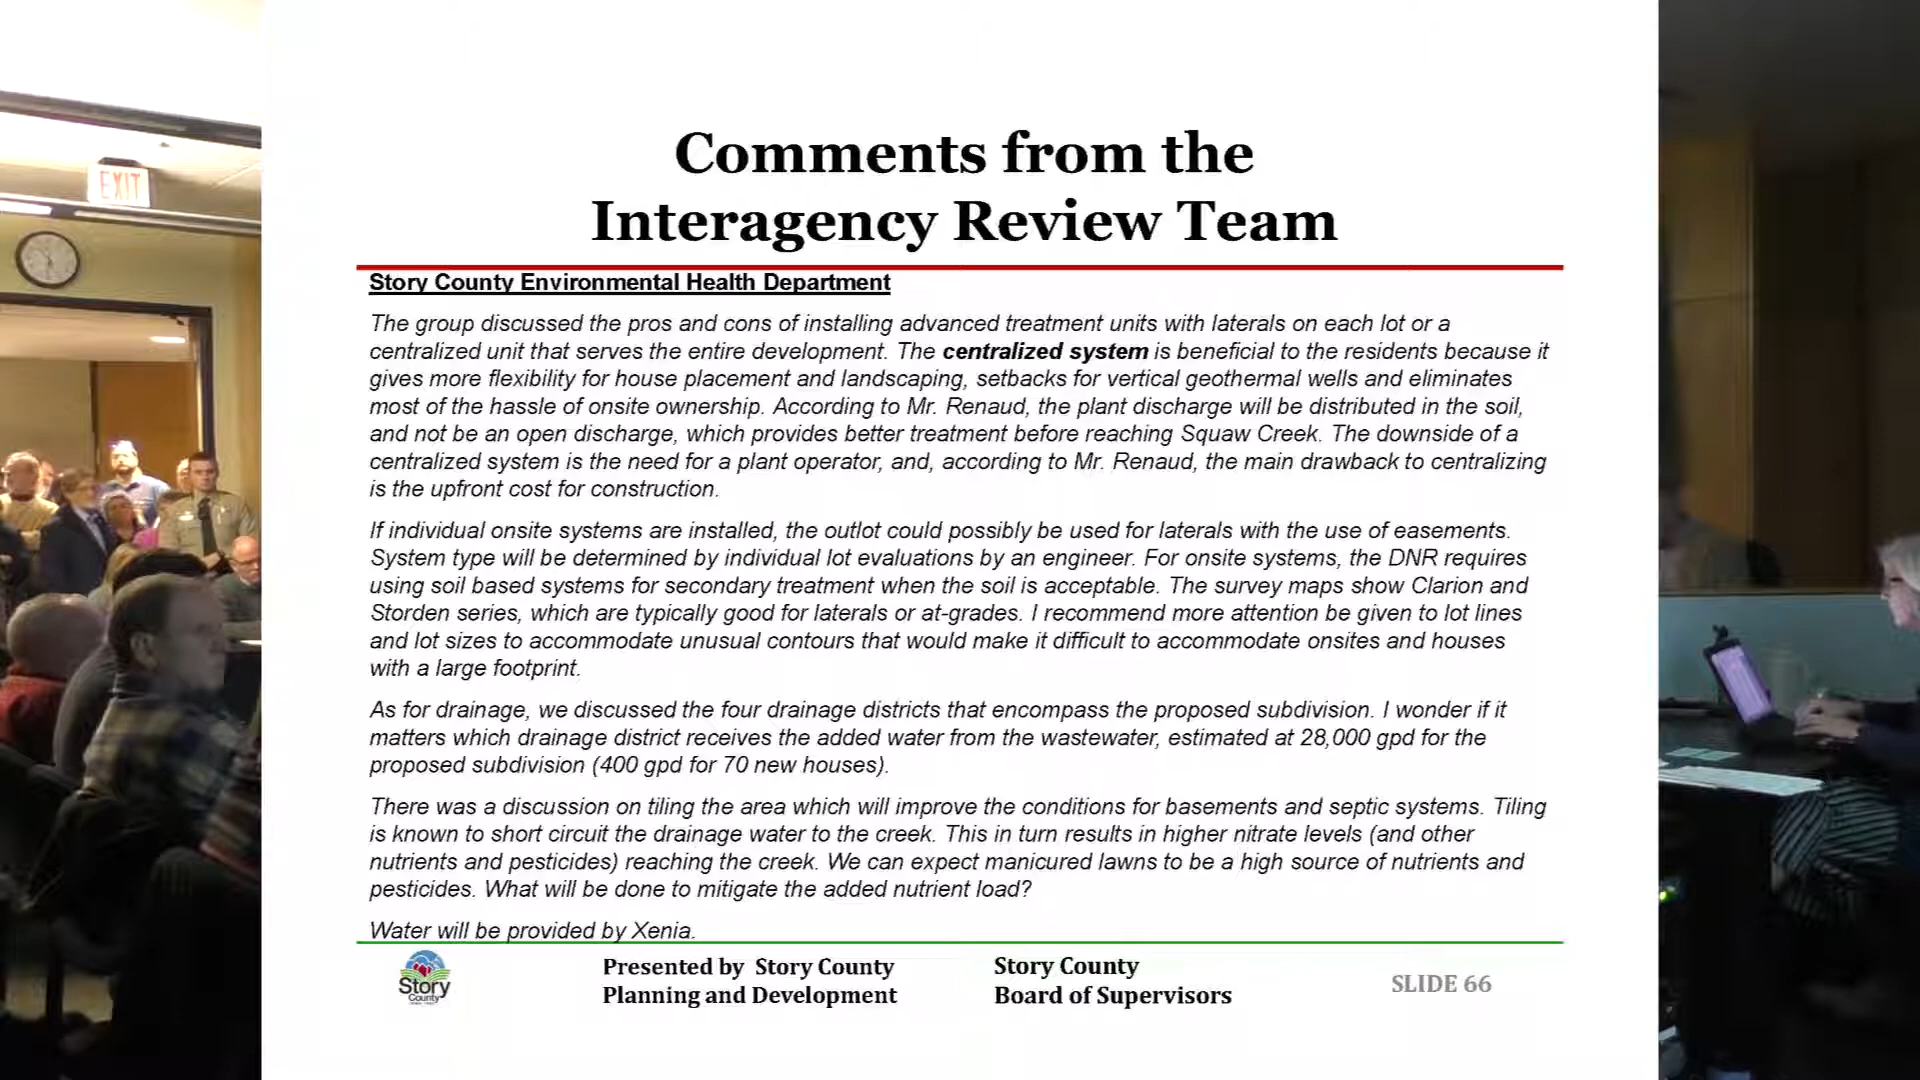 EXIT
Comments from the
Interagency Review Team
Story County Environmental Health Department
The group discussed the pros and cons of installing advanced treatment units with laterals on each lot or a
centralized unit that serves the entire development. The centralized system is beneficial to the residents because it
gives more flexibility for house placement and landscaping, setbacks for vertical geothermal wells and eliminates
most of the hassle of onsite ownership. According to Mr. Renaud, the plant discharge will be distributed in the soil,
and not be an open discharge, which provides better treatment before reaching Squaw Creek. The downside of a
centralized system is the need for a plant operator, and, according to Mr. Renaud, the main drawback to centralizing
is the upfront cost for construction.
If individual onsite systems are installed, the outlot could possibly be used for laterals with the use of easements.
System type will be determined by individual lot evaluations by an engineer. For onsite systems, the DNR requires
using soil based systems for secondary treatment when the soil is acceptable. The survey maps show Clarion and
Storden series, which are typically good for laterals or at-grades. I recommend more attention be given to lot lines
and lot sizes to accommodate unusual contours that would make it difficult to accommodate onsites and houses
with a large footprint.
As for drainage, we discussed the four drainage districts that encompass the proposed subdivision. I wonder if it
matters which drainage district receives the added water from the wastewater, estimated at 28,000 gpd for the
proposed subdivision (400 gpd for 70 new houses).
There was a discussion on tiling the area which will improve the conditions for basements and septic systems. Tiling
is known to short circuit the drainage water to the creek. This in turn results in higher nitrate levels (and other
nutrients and pesticides) reaching the creek. We can expect manicured lawns to be a high source of nutrients and
pesticides. What will be done to mitigate the added nutrient load?
Water will be provided by Xenia.
Story
County
Presented by Story County
Planning and Development
Story County
Board of Supervisors
SLIDE 66